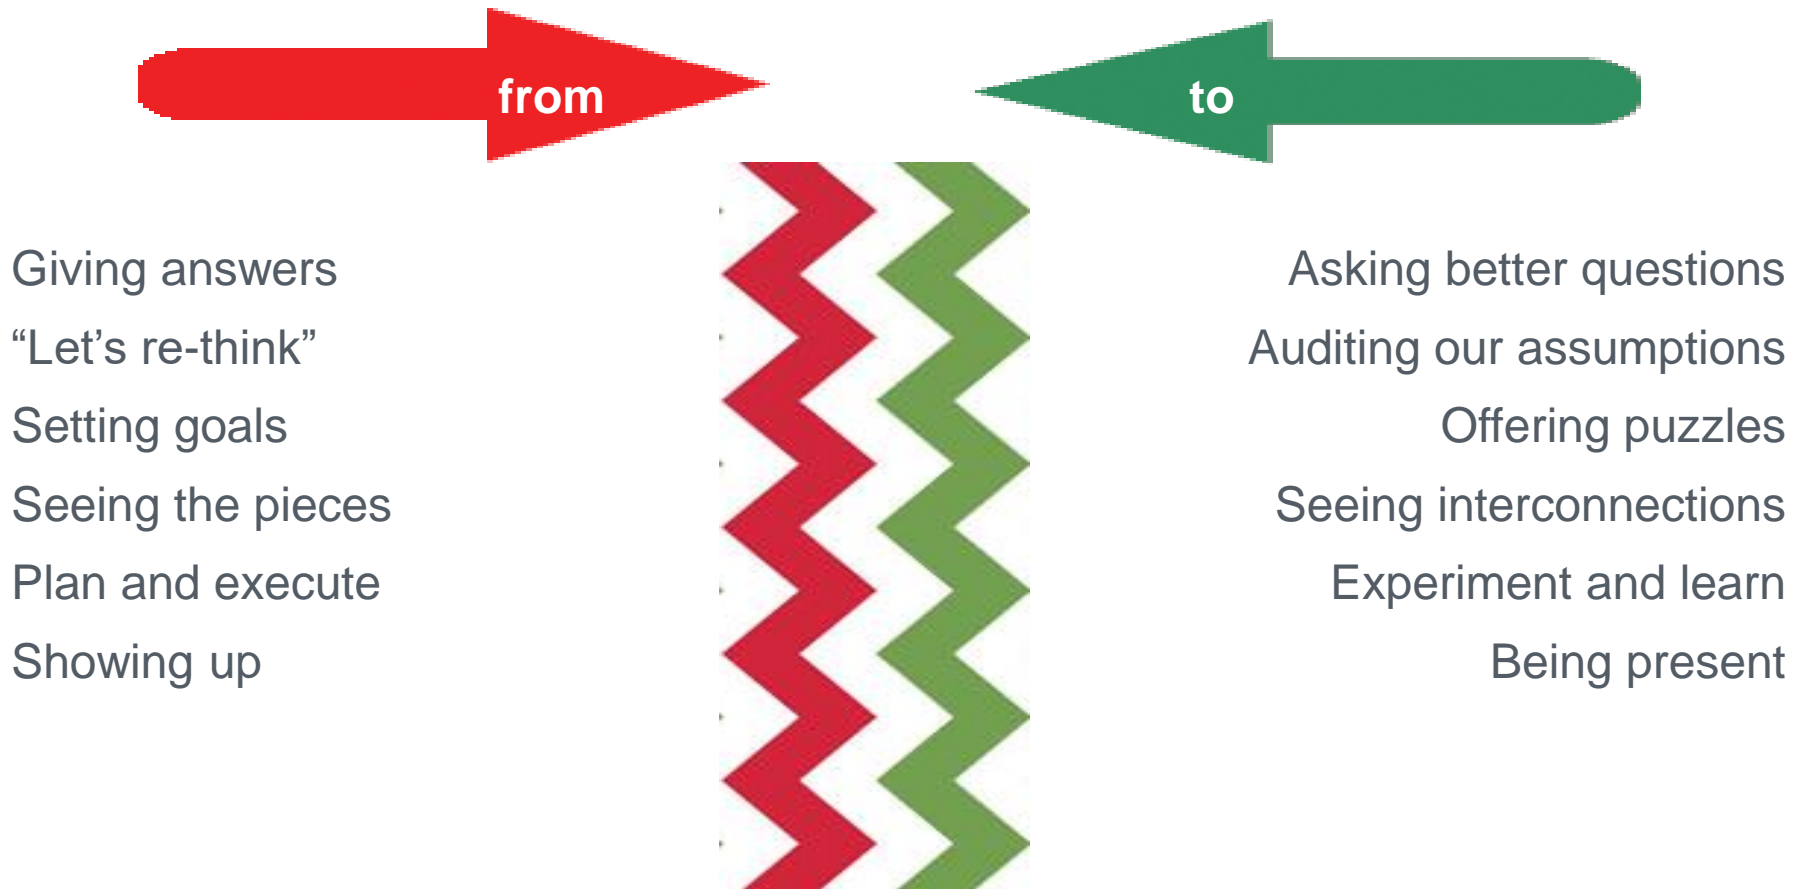 from
to
Giving answers
Asking better questions
“Let’s re-think”
Auditing our assumptions
Setting goals
Offering puzzles
Seeing the pieces
Seeing interconnections
Plan and execute
Experiment and learn
Showing up
Being present